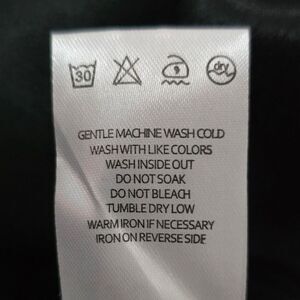 30 dry
GENTLE MACHINE WASH COLD
WASH WITH LIKE COLORS
WASH INSIDE OUT
DO NOT SOAK
DO NOT BLEACH
TUMBLE DRY LOW
WARM IRON IF NECESSARY
IRON ON REVERSE SIDE